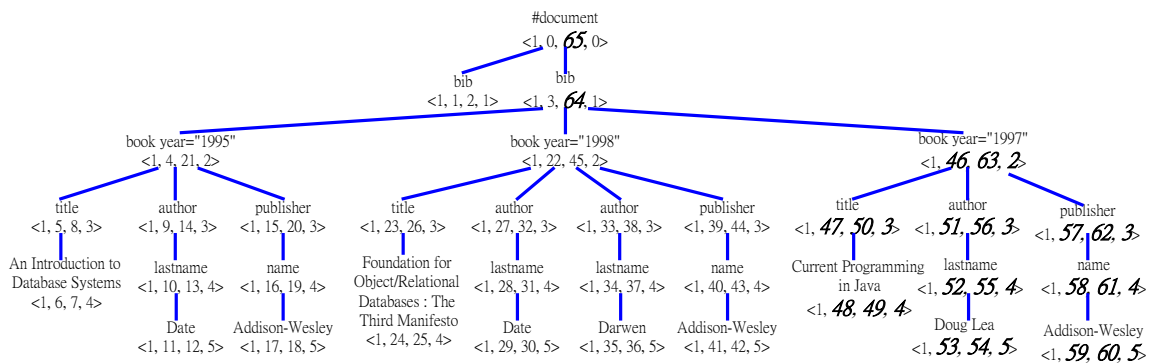 #document
<1, 0, 65, 0>
bib
<1, 1, 2, 1>
bib
<1, 3, 64, 1>
book year="1995"
<1, 4, 21, 2>
book year="1998"
<1, 22, 45, 2>
book year="1997"
<1, 46, 63, 2>
title
<1, 5, 8, 3>
author
<1, 9, 14, 3>
publisher
<1, 15, 20, 3>
title
<1, 23, 26, 3>
author
<1, 27, 32, 3>
author
<1, 33, 38, 3>
publisher
<1, 39, 44, 3>
title
<1, 47, 50, 3>
author
<1, 51, 56, 3>
publisher
<1, 57, 62, 3>
An Introduction to
Database Systems
<1, 6, 7, 4>
lastname
<1, 10, 13, 4>
name
<1, 16, 19, 4>
Foundation for
Object/Relational
Databases : The
Third Manifesto
<1, 24, 25, 4>
lastname
<1, 28, 31, 4>
lastname
<1, 34, 37, 4>
name
<1, 40, 43, 4>
Current Programming
in Java
<1, 48, 49, 4>
lastname
<1, 52, 55, 4>
name
<1, 58, 61, 4>
Date
<1, 11, 12, 5>
Addison-Wesley
<1, 17, 18, 5>
Date
<1, 29, 30, 5>
Darwen
<1, 35, 36, 5>
Addison-Wesley
<1, 41, 42, 5>
Doug Lea
<1, 53, 54, 5>
Addison-Wesley
<1, 59, 60, 5>